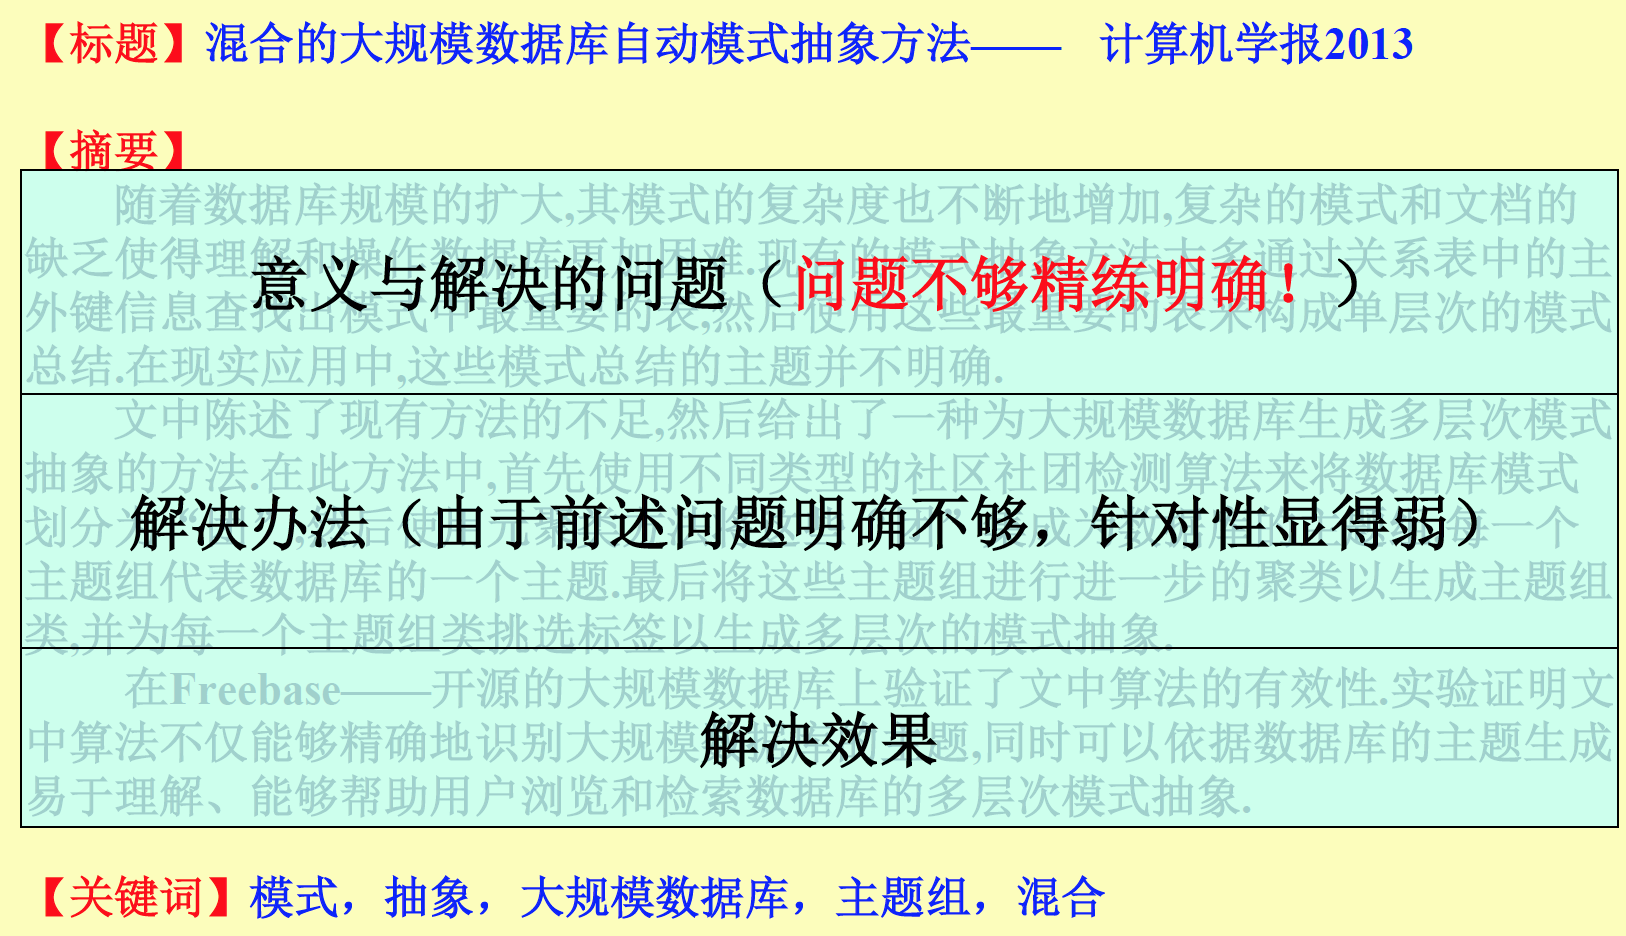 【标题】混合的大规模数据库自动模式抽象方法—— 计算机学报2013
【摘要】
随着数据库规模的扩大,其模式的复杂度也不断地增加,复杂的模式和文档的
缺乏使得理解和操作数据库更加困难.现有的模式抽象方法大多通过关系表中的主
意义与解决的问题（问题不够精练明确！）
外键信息查找出模式中最重要的表,然后使用这些最重要的表来构成单层次的模式
总结.在现实应用中,这些模式总结的主题并不明确.
文中陈述了现有方法的不足,然后给出了一种为大规模数据库生成多层次模式
抽象的方法.在此方法中,首先使用不同类型的社区社团检测算法来将数据库模式
解决办法（由于前述问题明确不够，针对性显得弱）
划分 每一个
主题组代表数据库的一个主题.最后将这些主题组进行进一步的聚类以生成主题组
类,并为每一个主题组类挑选标签以生成多层次的模式抽象.
在Freebase——开源的大规模数据库上验证了文中算法的有效性.实验证明文
中算法不仅能够精确地识别大规模 题,同时可以依据数据库的主题生成
解决效果
易于理解、能够帮助用户浏览和检索数据库的多层次模式抽象.
【关键词】模式，抽象，大规模数据库，主题组，混合